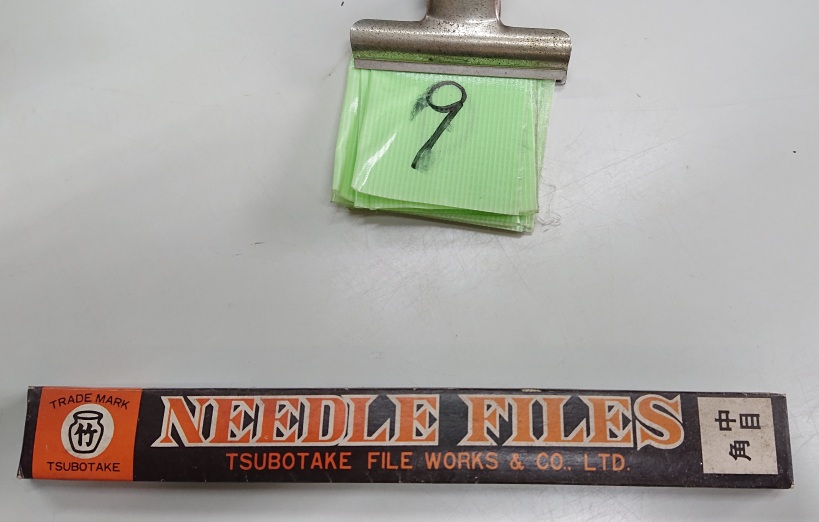 9
TRADE MARK
竹
TSUBOTAKE
NEEDLE FILES
TSUBOTAKE FILE WORKS & CO., LTD.
中目
角